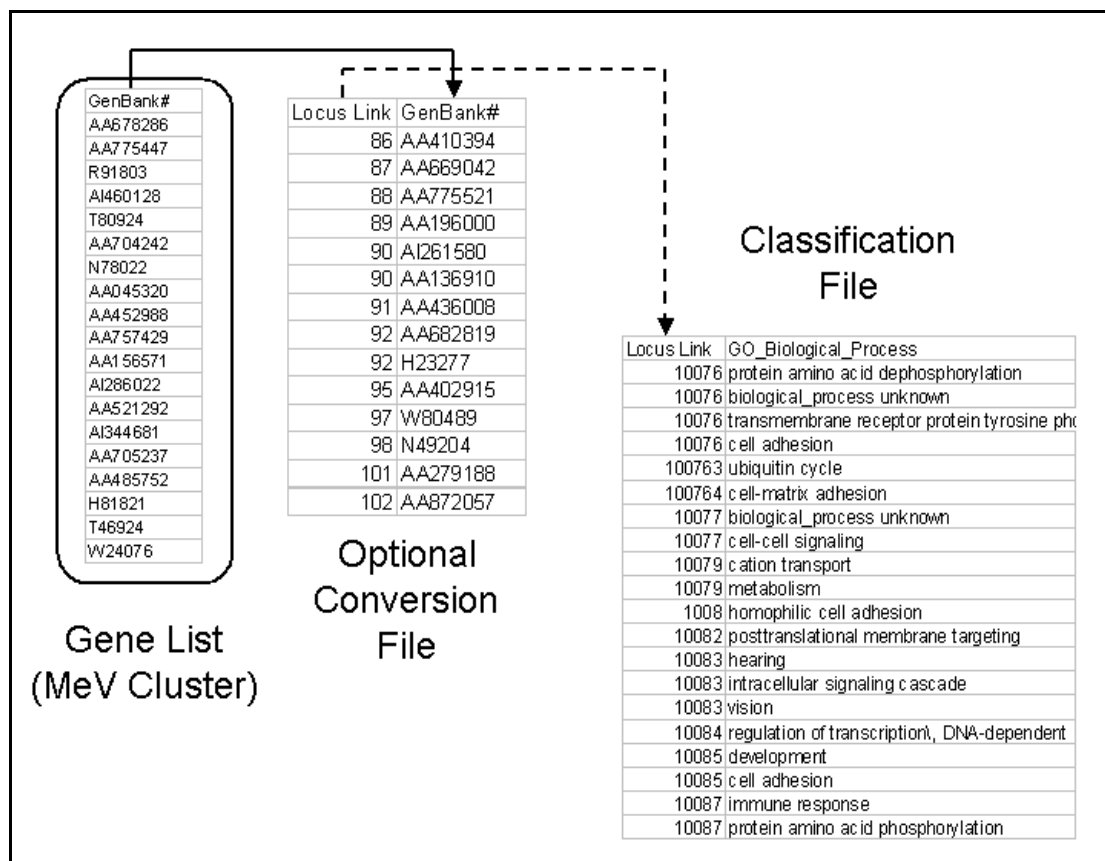 GenBank#
AA678286
AA775447
R91803
AI460128
T80924
AA704242
N78022
AA045320
AA452988
AA757429
AA156571
AI286022
AA521292
AI344681
AA705237
AA485752
H81821
T46924
W24076
Gene List
(MeV Cluster)
Locus Link GenBank#
86 AA410394
87 AA669042
88 AA775521
89 AA196000
90 AI261580
90 AA136910
91 AA436008
92 AA682819
92 H23277
95 AA402915
97 W80489
98 N49204
101 AA279188
102 AA872057
Optional
Conversion
File
Classification
File
Locus Link GO_Biological_Process
10076 protein amino acid dephosphorylation
10076 biological_process unknown
10076 transmembrane receptor protein tyrosine pho
10076 cell adhesion
100763 ubiquitin cycle
100764 cell-matrix adhesion
10077 biological_process unknown
10077 cell-cell signaling
10079 cation transport
10079 metabolism
1008 homophilic cell adhesion
10082 posttranslational membrane targeting
10083 hearing
10083 intracellular signaling cascade
10083 vision
10084 regulation of transcription\, DNA-dependent
10085 development
10085 cell adhesion
10087 immune response
10087 protein amino acid phosphorylation